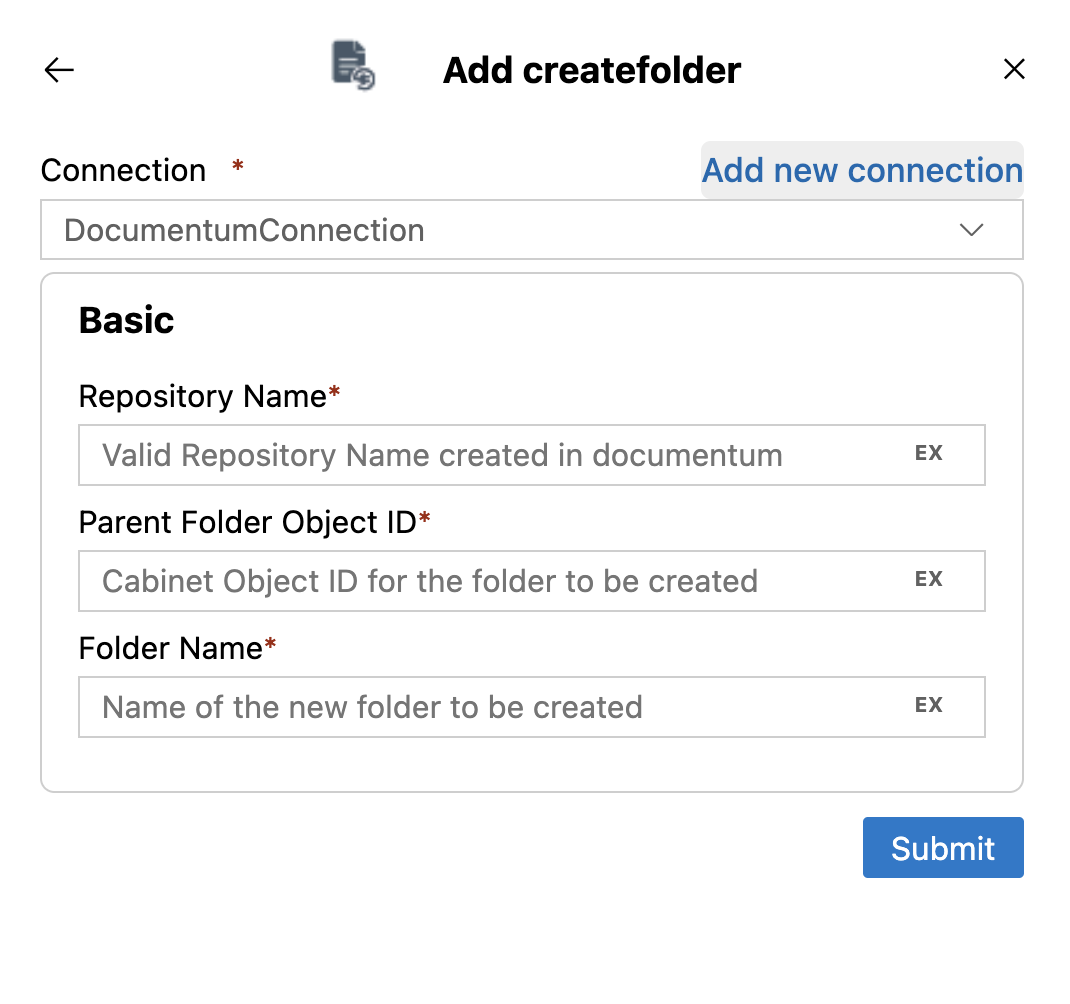 Add createfolder
Connection *
Add new connection
DocumentumConnection
Basic
Repository Name*
Valid Repository Name created in documentum EX
Parent Folder Object ID*
Cabinet Object ID for the folder to be created EX
Folder Name*
Name of the new folder to be created EX
Submit